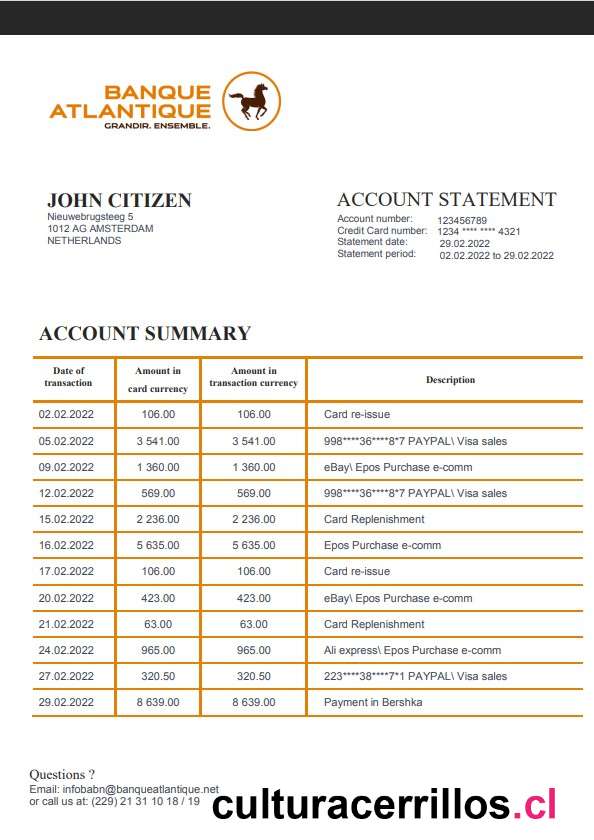 BANQUE
ATLANTIQUE
GRANDIR. ENSEMBLE.
JOHN CITIZEN
Nieuwebrugsteeg 5
1012 AG AMSTERDAM
NETHERLANDS
ACCOUNT STATEMENT
Account number: 123456789
Credit Card number: 1234 **** **** 4321
Statement date: 29.02.2022
Statement period: 02.02.2022 to 29.02.2022
ACCOUNT SUMMARY
Date of transaction Amount in card currency Amount in transaction currency Description
02.02.2022 106.00 106.00 Card re-issue
05.02.2022 3 541.00 3 541.00 998****36****8*7 PAYPAL\ Visa sales
09.02.2022 1 360.00 1 360.00 eBay\ Epos Purchase e-comm
12.02.2022 569.00 569.00 998****36****8*7 PAYPAL\ Visa sales
15.02.2022 2 236.00 2 236.00 Card Replenishment
16.02.2022 5 635.00 5 635.00 Epos Purchase e-comm
17.02.2022 106.00 106.00 Card re-issue
20.02.2022 423.00 423.00 eBay\ Epos Purchase e-comm
21.02.2022 63.00 63.00 Card Replenishment
24.02.2022 965.00 965.00 Ali express\ Epos Purchase e-comm
27.02.2022 320.50 320.50 223****38****7*1 PAYPAL\ Visa sales
29.02.2022 8 639.00 8 639.00 Payment in Bershka
Questions ?
Email: infobabn@banqueatlantique.net
or call us at: (229) 21 31 10 18 / 19
culturacerrillos.cl